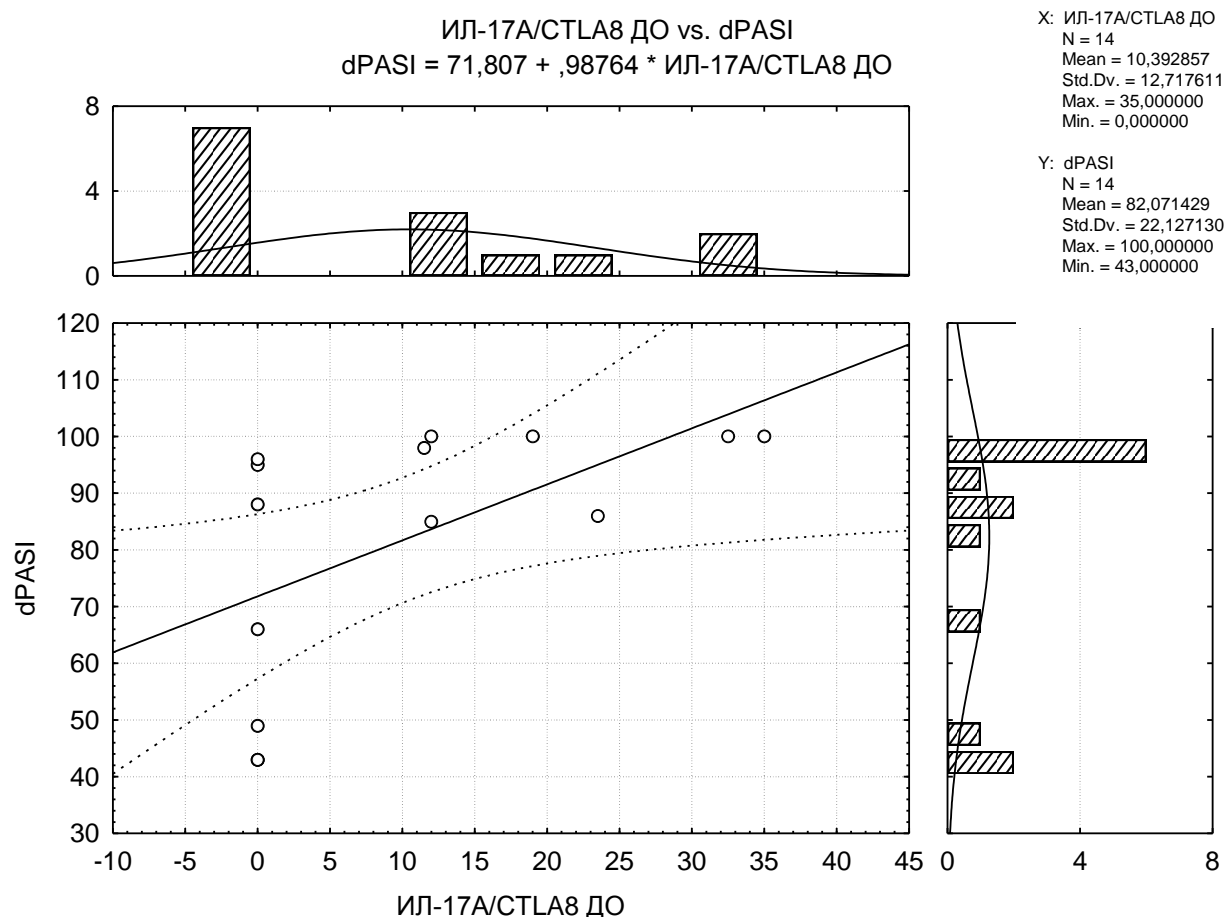 ИЛ-17А/CTLA8 ДО vs. dPASI
dPASI = 71,807 + ,98764 * ИЛ-17А/CTLA8 ДО
X: ИЛ-17А/CTLA8 ДО
N = 14
Mean = 10,392857
Std.Dv. = 12,717611
Max. = 35,000000
Min. = 0,000000
Y: dPASI
N = 14
Mean = 82,071429
Std.Dv. = 22,127130
Max. = 100,000000
Min. = 43,000000
8
4
0
120
110
100
90
80
70
60
50
40
30
dPASI
-10 -5 0 5 10 15 20 25 30 35 40 45
ИЛ-17А/CTLA8 ДО
0 4 8